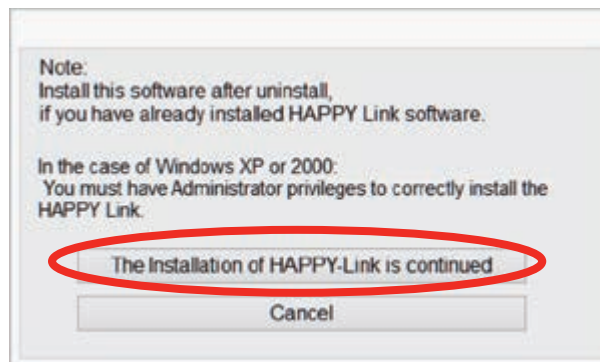 Note:
Install this software after uninstall,
if you have already installed HAPPY Link software.
In the case of Windows XP or 2000:
You must have Administrator privileges to correctly install the
HAPPY Link.
The Installation of HAPPY-Link is continued
Cancel